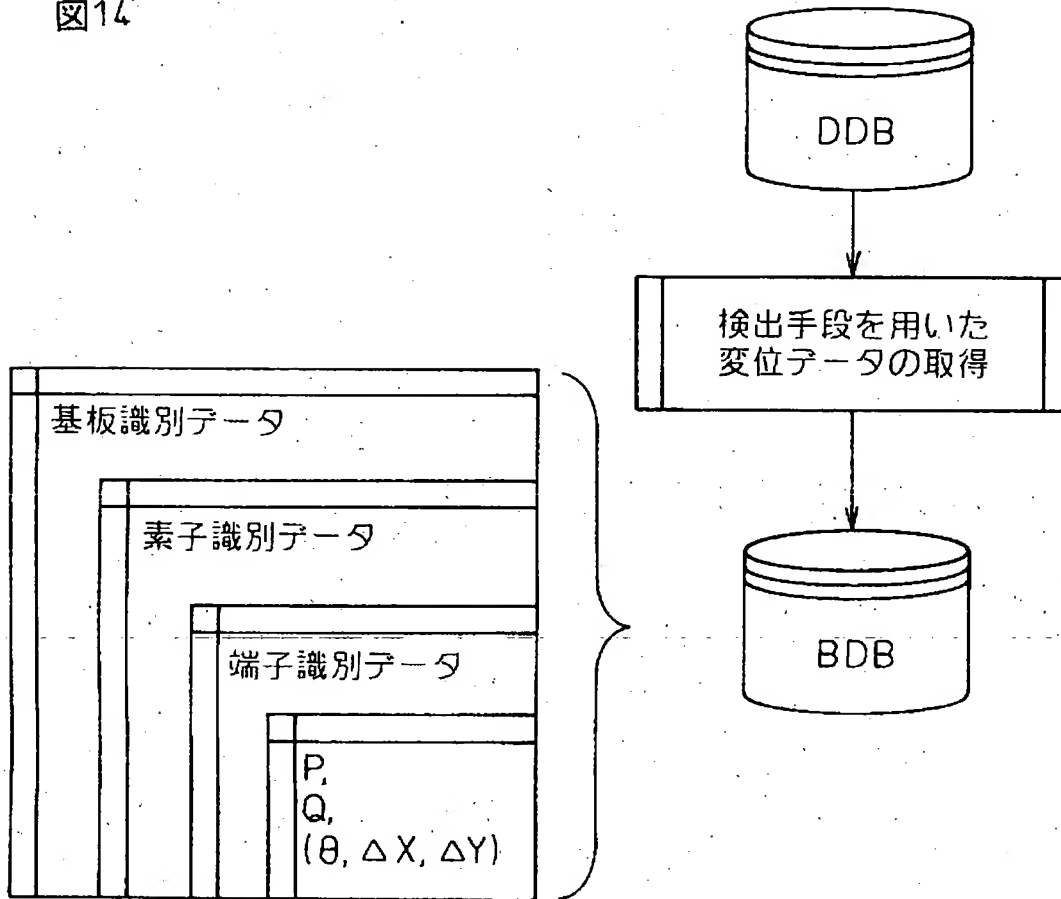 図14
DDB
検出手段を用いた
変位データの取得
基板識別データ
素子識別データ
端子識別データ
P,
Q,
(θ, △X, △Y)
BDB